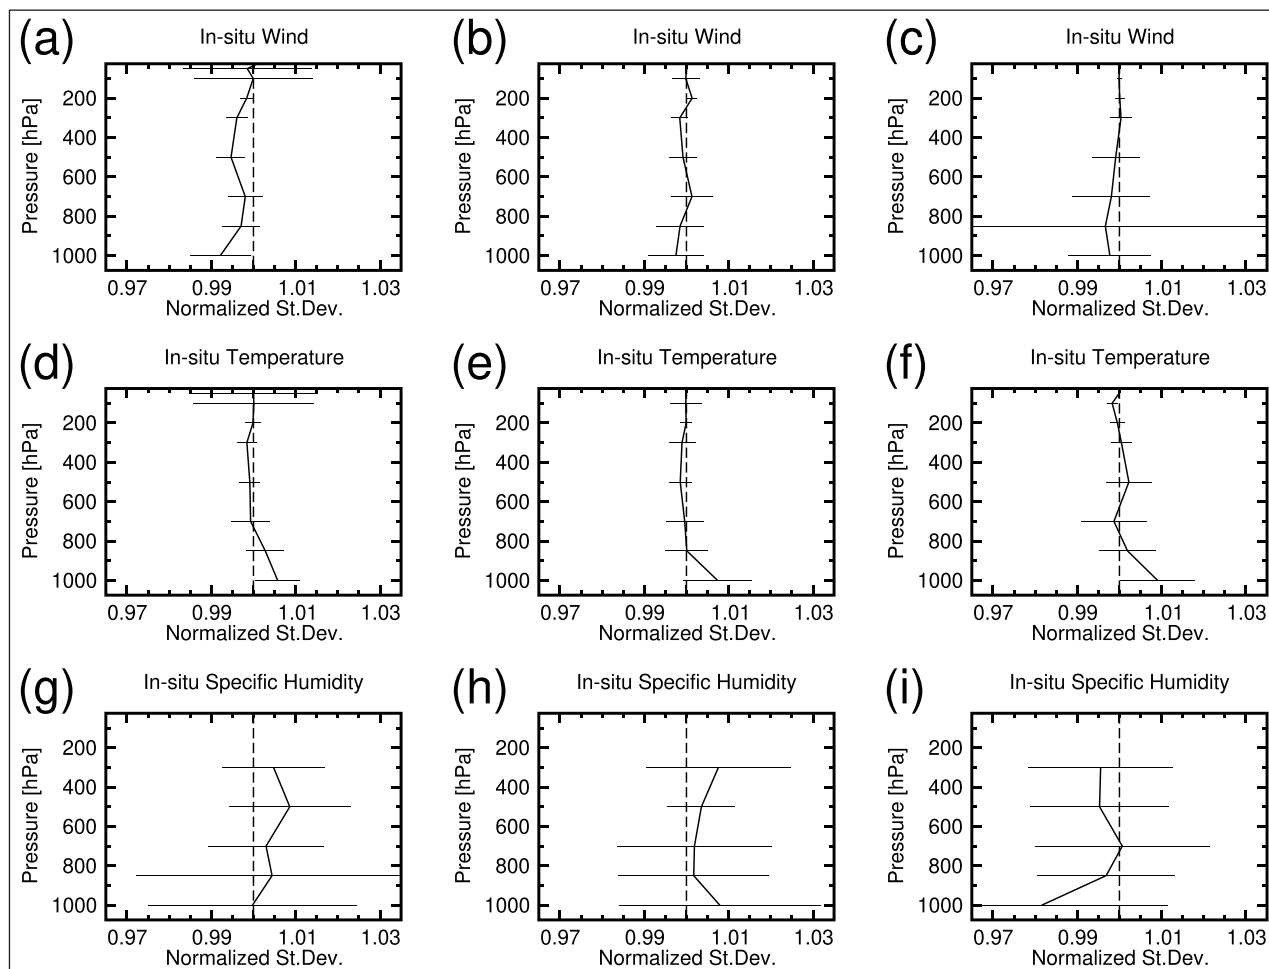 (a) In-situ Wind
Pressure [hPa]
200
400
600
800
1000
0.97 0.99 1.01 1.03
Normalized St.Dev.
(b) In-situ Wind
Pressure [hPa]
200
400
600
800
1000
0.97 0.99 1.01 1.03
Normalized St.Dev.
(c) In-situ Wind
Pressure [hPa]
200
400
600
800
1000
0.97 0.99 1.01 1.03
Normalized St.Dev.
(d) In-situ Temperature
Pressure [hPa]
200
400
600
800
1000
0.97 0.99 1.01 1.03
Normalized St.Dev.
(e) In-situ Temperature
Pressure [hPa]
200
400
600
800
1000
0.97 0.99 1.01 1.03
Normalized St.Dev.
(f) In-situ Temperature
Pressure [hPa]
200
400
600
800
1000
0.97 0.99 1.01 1.03
Normalized St.Dev.
(g) In-situ Specific Humidity
Pressure [hPa]
200
400
600
800
1000
0.97 0.99 1.01 1.03
Normalized St.Dev.
(h) In-situ Specific Humidity
Pressure [hPa]
200
400
600
800
1000
0.97 0.99 1.01 1.03
Normalized St.Dev.
(i) In-situ Specific Humidity
Pressure [hPa]
200
400
600
800
1000
0.97 0.99 1.01 1.03
Normalized St.Dev.